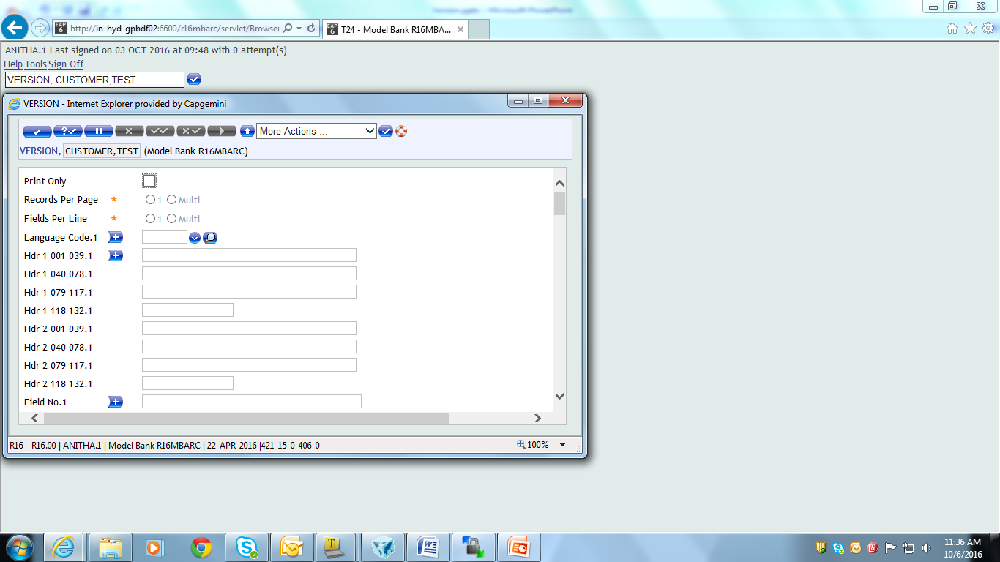 Version.pptx - Microsoft PowerPoint
http://in-hyd-gpbdf02:6600/r16mbarc/servlet/Browser
EAP 6
T24 - Model Bank R16MBA...
EAP 6
ANITHA.1 Last signed on 03 OCT 2016 at 09:48 with 0 attempt(s)
Help Tools Sign Off
VERSION, CUSTOMER,TEST
VERSION - Internet Explorer provided by Capgemini
More Actions ...
VERSION, CUSTOMER,TEST (Model Bank R16MBARC)
Print Only
Records Per Page * 1 Multi
Fields Per Line * 1 Multi
Language Code.1
Hdr 1 001 039.1
Hdr 1 040 078.1
Hdr 1 079 117.1
Hdr 1 118 132.1
Hdr 2 001 039.1
Hdr 2 040 078.1
Hdr 2 079 117.1
Hdr 2 118 132.1
Field No.1
R16 - R16.00 | ANITHA.1 | Model Bank R16MBARC | 22-APR-2016 |421-15-0-406-0
100%
11:36 AM
10/6/2016